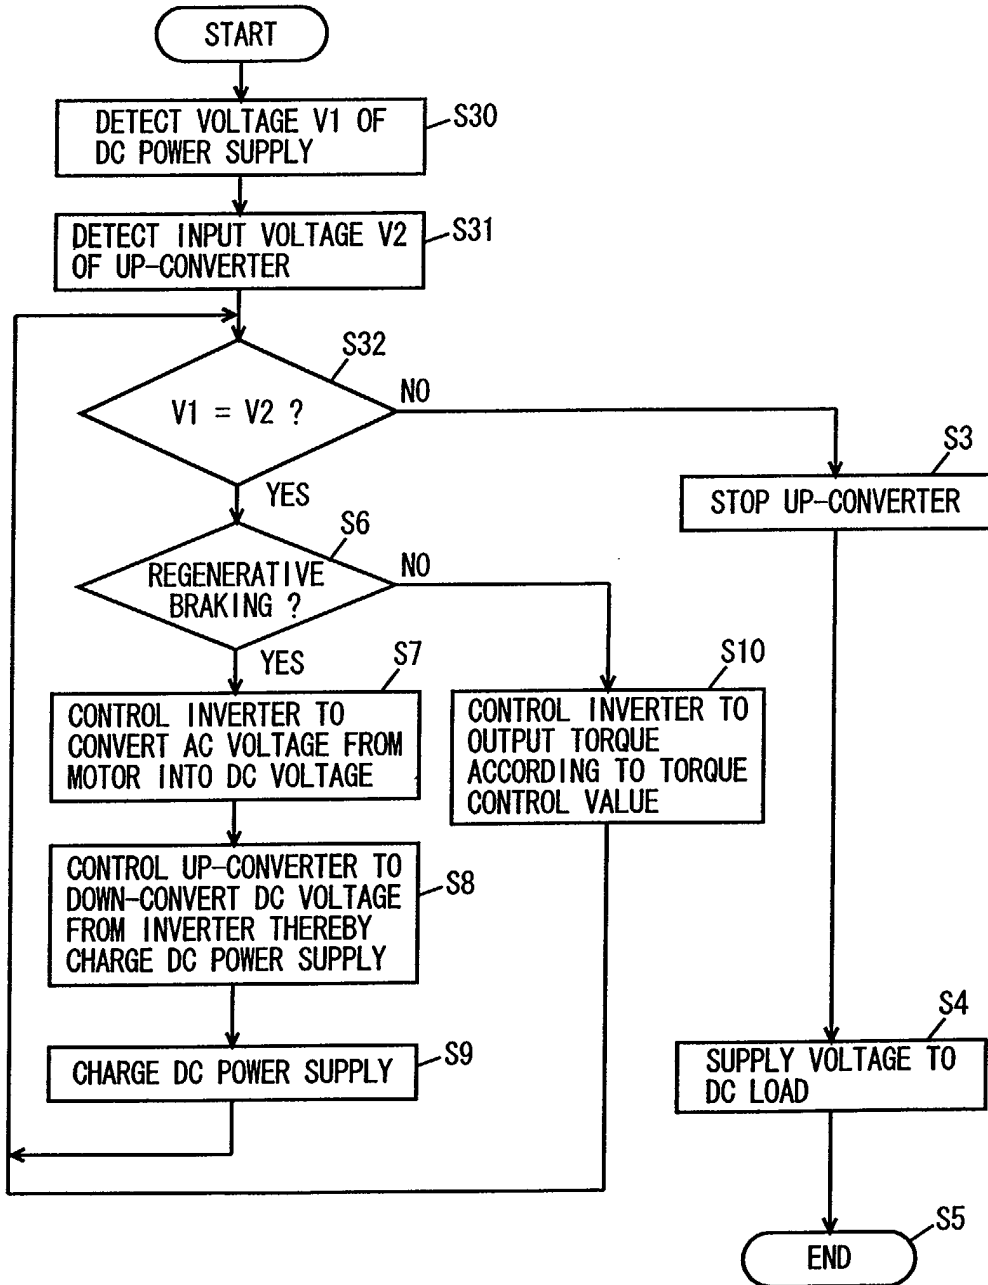 START
DETECT VOLTAGE V1 OF
DC POWER SUPPLY
S30
DETECT INPUT VOLTAGE V2
OF UP-CONVERTER
S31
S32
V1 = V2 ?
NO
YES
S3
STOP UP-CONVERTER
S6
REGENERATIVE
BRAKING ?
NO
YES
S7
CONTROL INVERTER TO
CONVERT AC VOLTAGE FROM
MOTOR INTO DC VOLTAGE
S10
CONTROL INVERTER TO
OUTPUT TORQUE
ACCORDING TO TORQUE
CONTROL VALUE
CONTROL UP-CONVERTER TO
DOWN-CONVERT DC VOLTAGE
FROM INVERTER THEREBY
CHARGE DC POWER SUPPLY
S8
CHARGE DC POWER SUPPLY
S9
S4
SUPPLY VOLTAGE TO
DC LOAD
S5
END